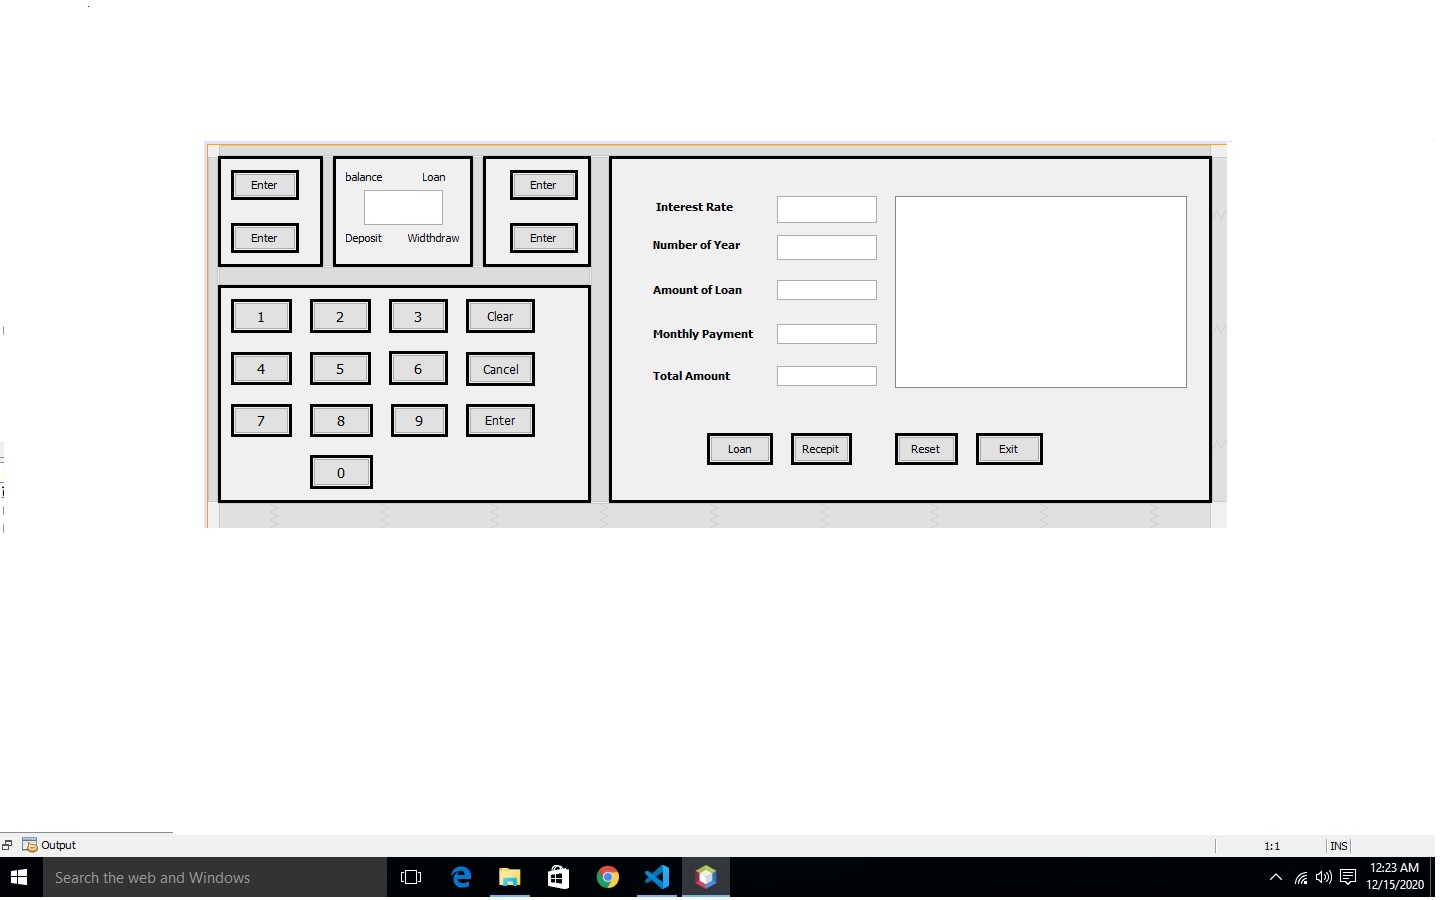 Enter
balance Loan
Enter
Enter
Deposit Widthdraw
Enter
1 2 3 Clear
4 5 6 Cancel
7 8 9 Enter
0
Interest Rate
Number of Year
Amount of Loan
Monthly Payment
Total Amount
Loan Recepit Reset Exit
Output
1:1 INS
Search the web and Windows
12:23 AM
12/15/2020